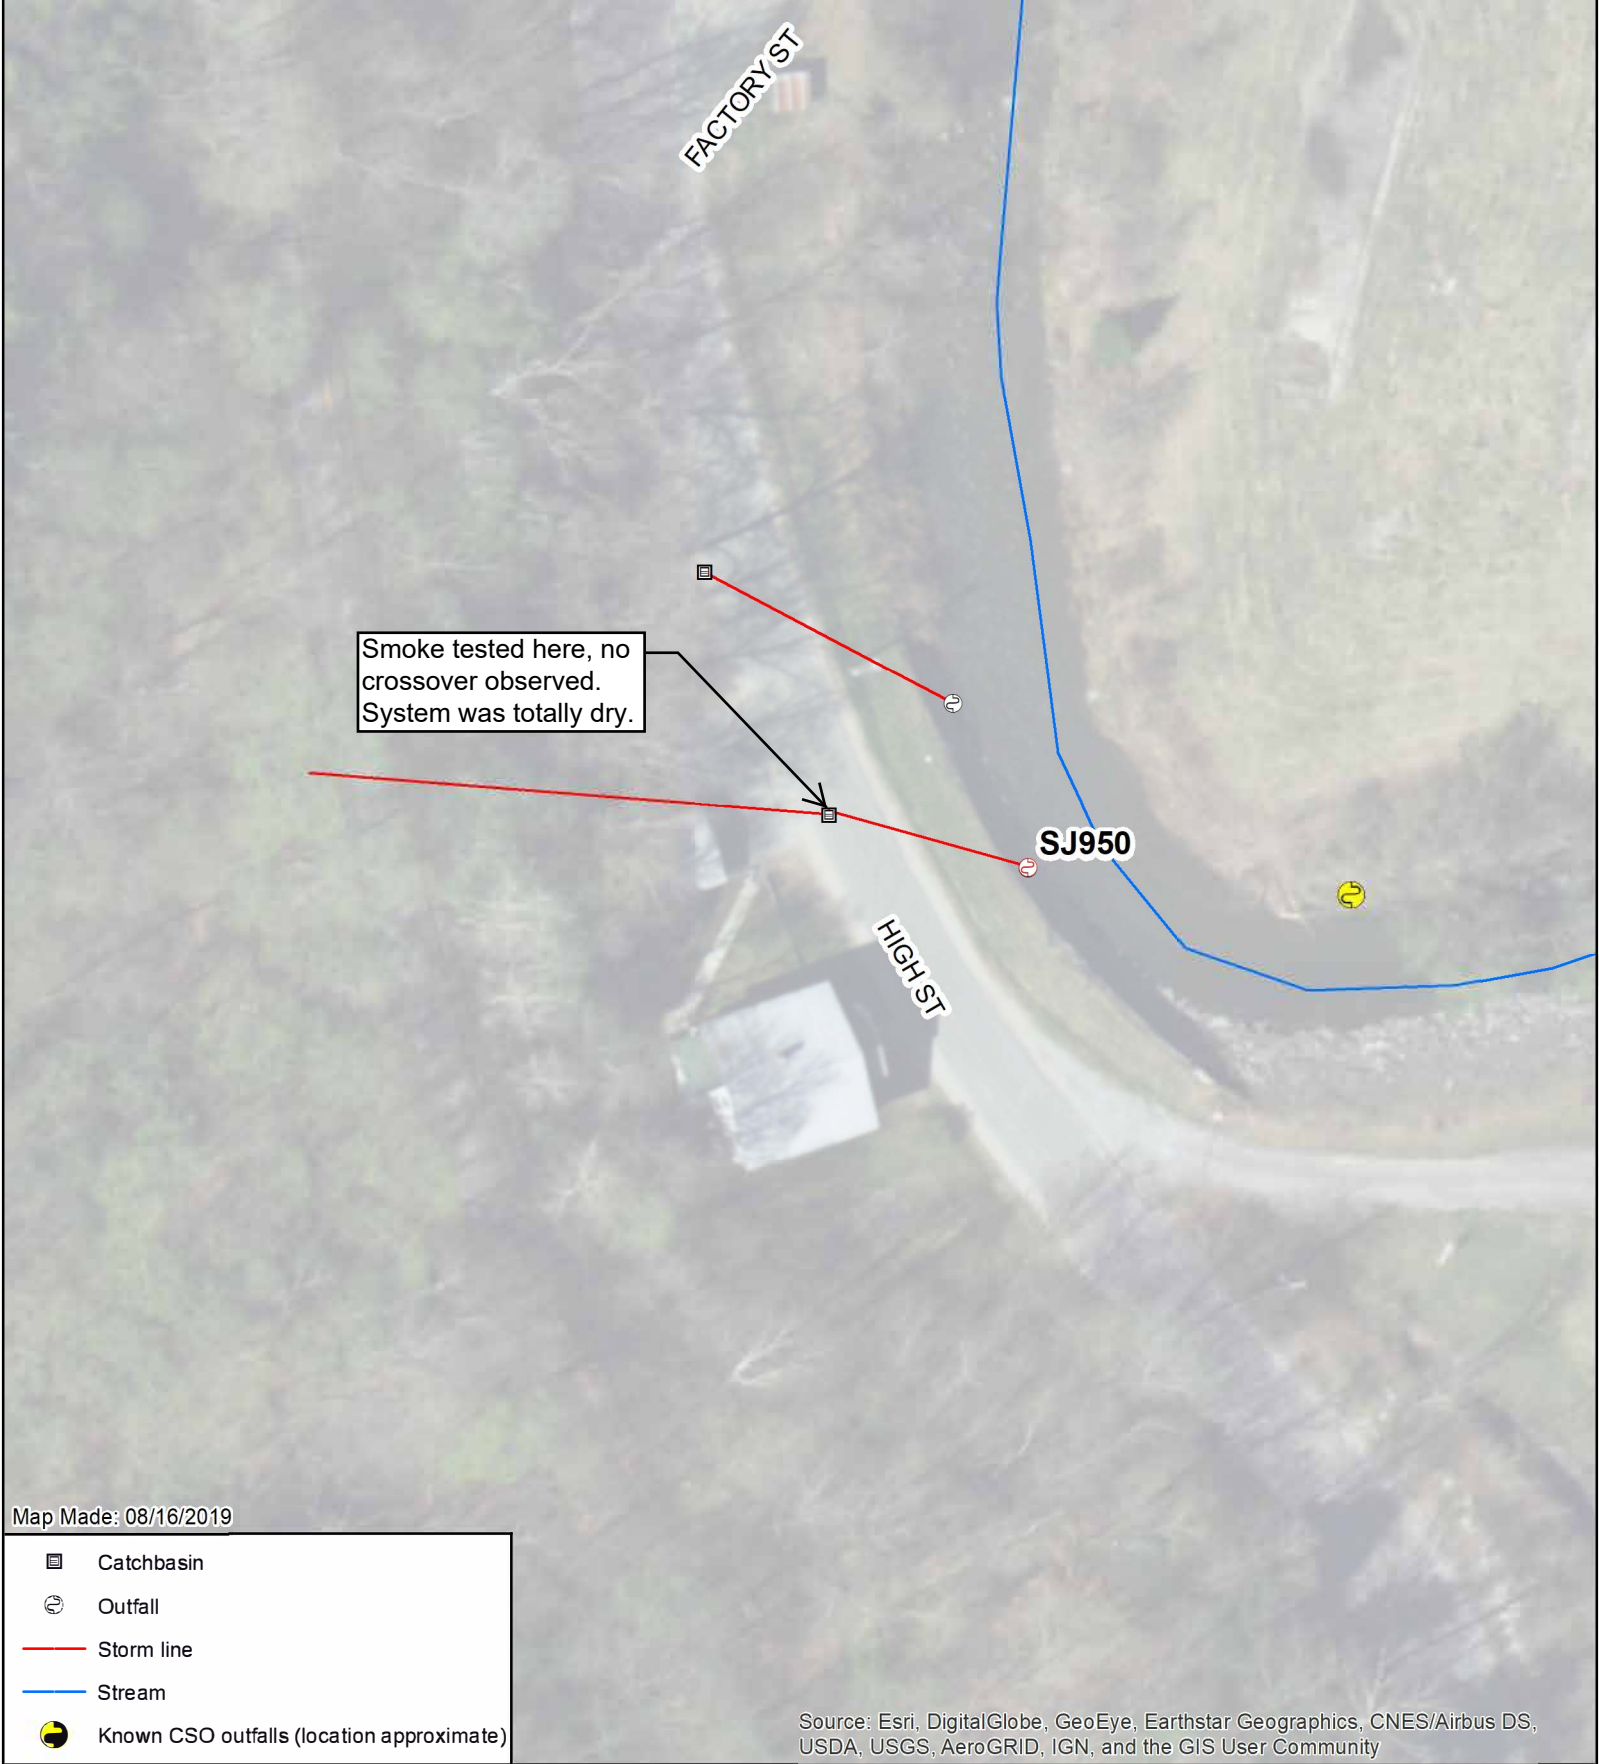 FACTORY ST
Smoke tested here, no
crossover observed.
System was totally dry.
SJ950
HIGH ST
Map Made: 08/16/2019
Catchbasin
Outfall
Storm line
Stream
Known CSO outfalls (location approximate)
Source: Esri, DigitalGlobe, GeoEye, Earthstar Geographics, CNES/Airbus DS,
USDA, USGS, AeroGRID, IGN, and the GIS User Community